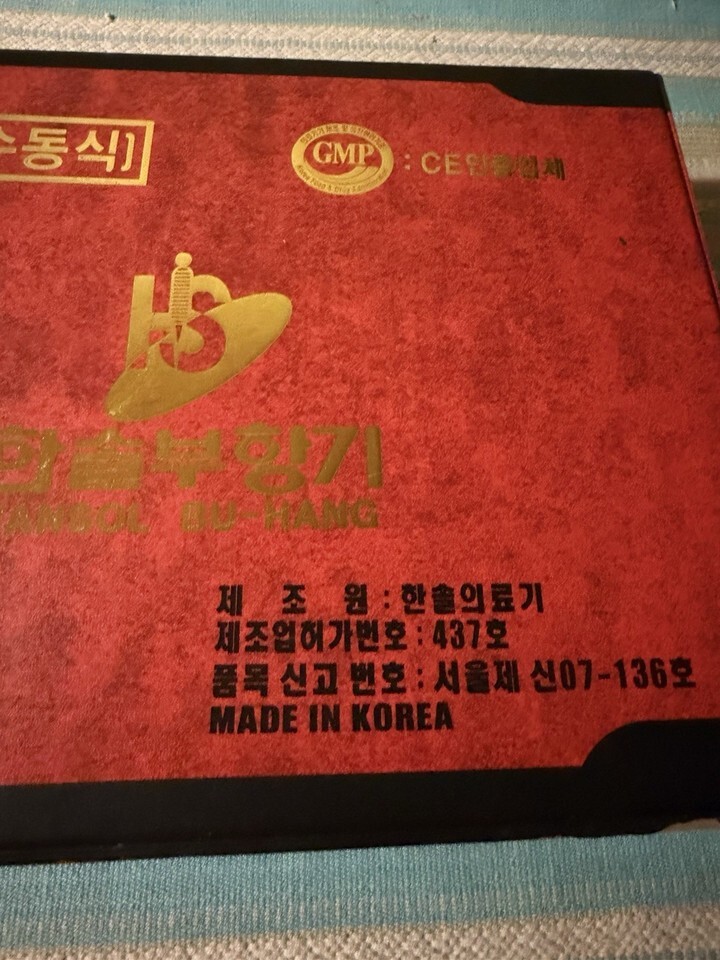 수동식)
GMP : CE인증업체
HS
한솔부항기
HANSOL BU-HANG
제 조 원 : 한솔의료기
제조업허가번호 : 437호
품목 신고 번호 : 서울제 신07-136호
MADE IN KOREA